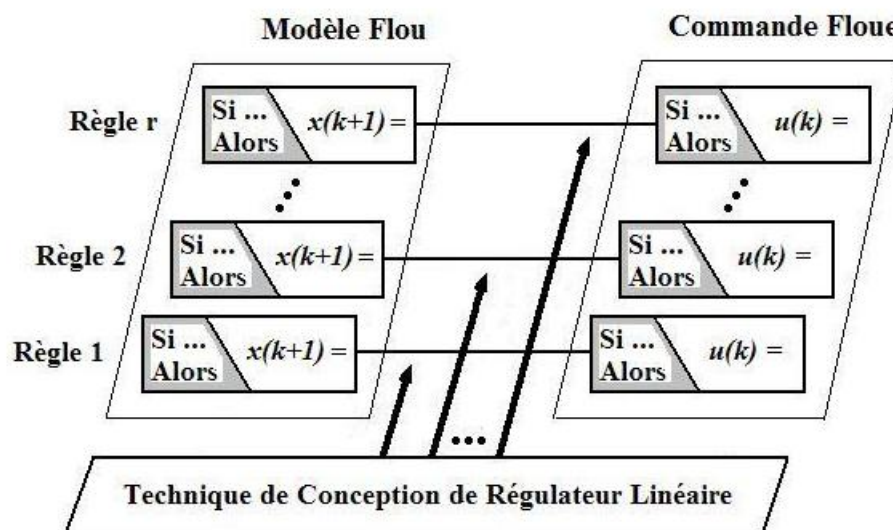 Modèle Flou
Commande Floue
Règle r
Si ...
Alors
x(k+1) =
Si ...
Alors
u(k) =
Règle 2
Si ...
Alors
x(k+1) =
Si ...
Alors
u(k) =
Règle 1
Si ...
Alors
x(k+1) =
Si ...
Alors
u(k) =
...
Technique de Conception de Régulateur Linéaire